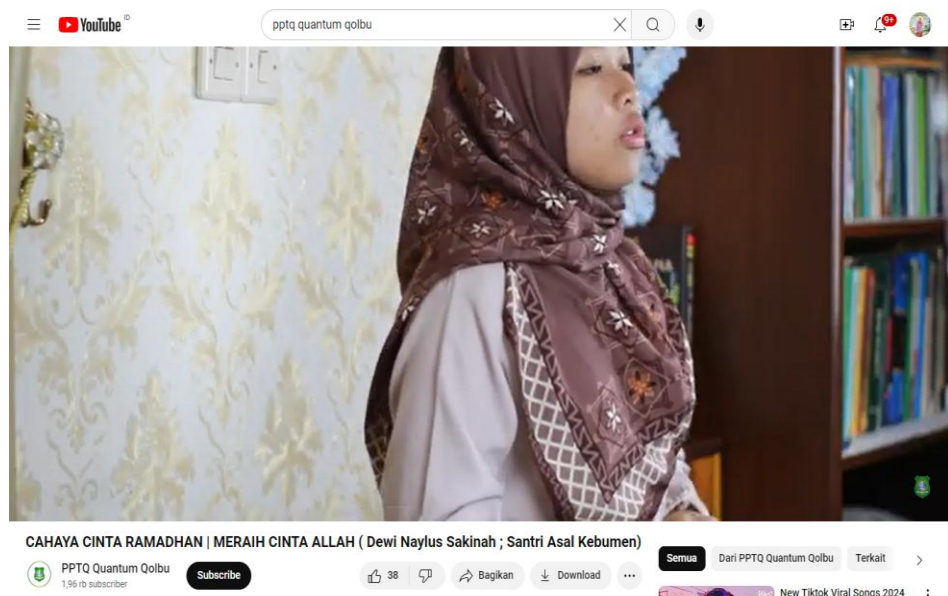 YouTube ID
pptq quantum qolbu
9+
CAHAYA CINTA RAMADHAN | MERAIH CINTA ALLAH ( Dewi Naylus Sakinah ; Santri Asal Kebumen)
PPTQ Quantum Qolbu
1,96 rb subscriber
Subscribe
38
Bagikan
Download
Semua
Dari PPTQ Quantum Qolbu
Terkait
New Tiktok Viral Songs 2024